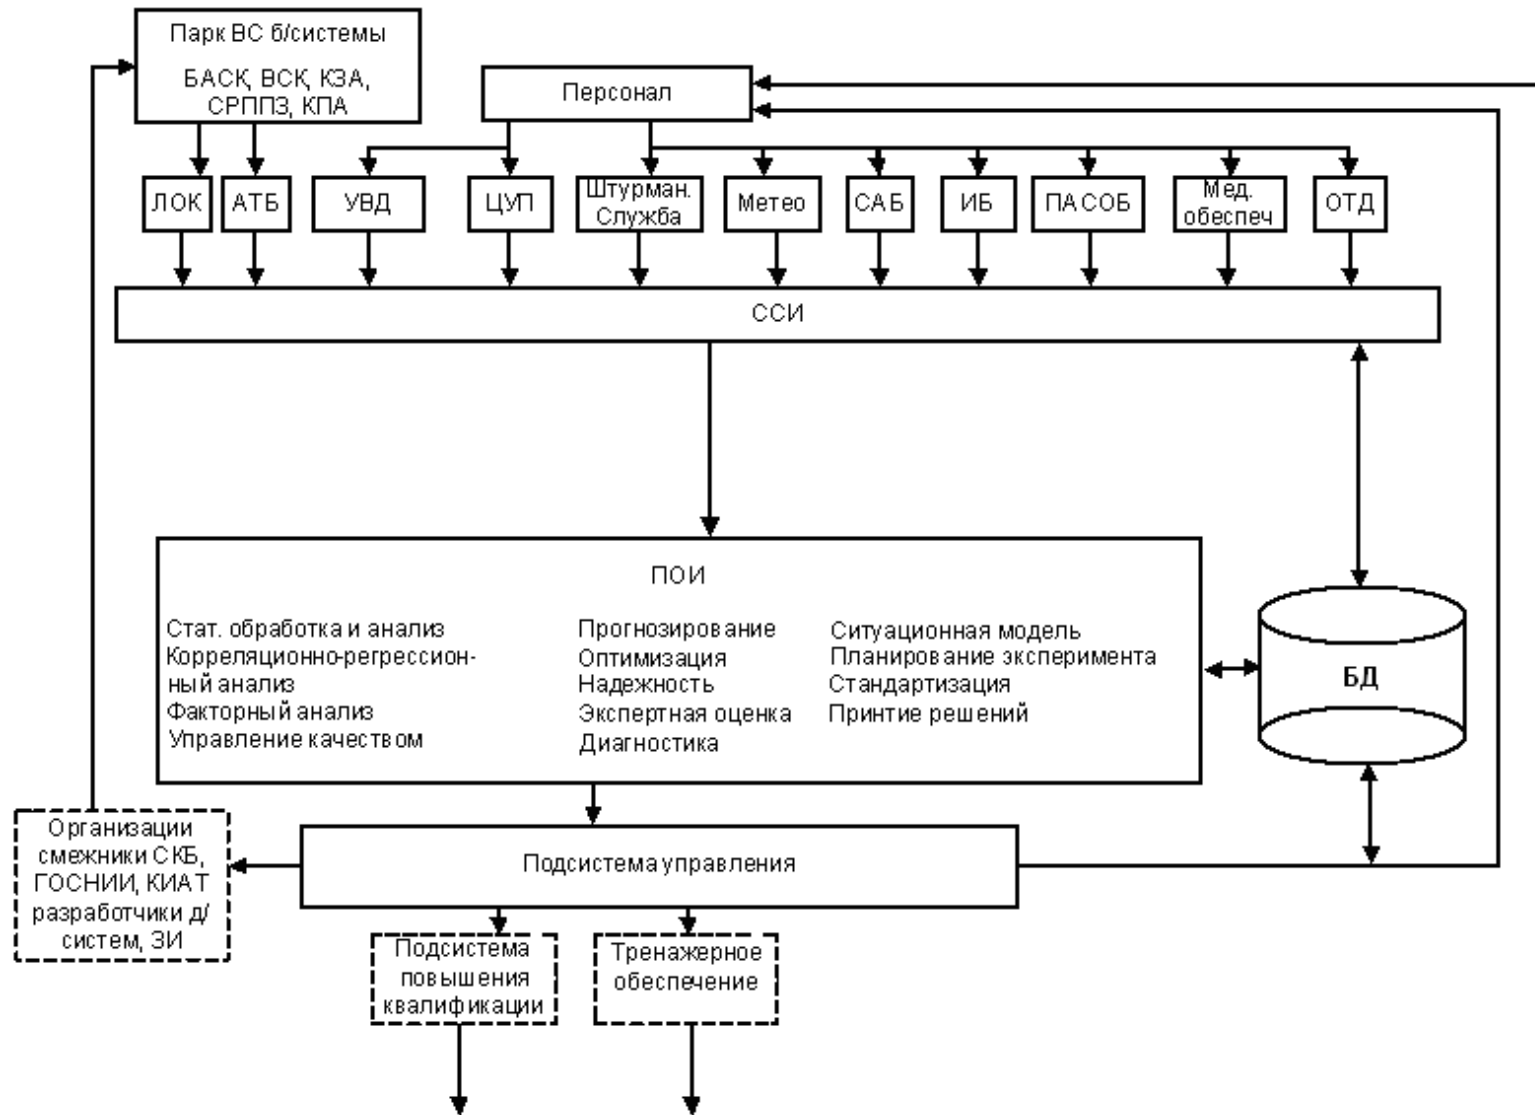 Парк ВС б/системы
БАСК, ВСК, КЗА,
СРППЗ, КПА
Персонал
ЛОК
АТБ
УВД
ЦУП
Штурман.
Служба
Метео
САБ
ИБ
ПАСОБ
Мед.
обеспеч
ОТД
ССИ
ПОИ
Стат. обработка и анализ
Корреляционно-регрессион-
ный анализ
Факторный анализ
Управление качеством
Прогнозирование
Оптимизация
Надежность
Экспертная оценка
Диагностика
Ситуационная модель
Планирование эксперимента
Стандартизация
Принтие решений
БД
Организации
смежники СКБ,
ГОСНИИ, КИАТ
разработчики д/
систем, ЗИ
Подсистема управления
Подсистема
повышения
квалификации
Тренажерное
обеспечение